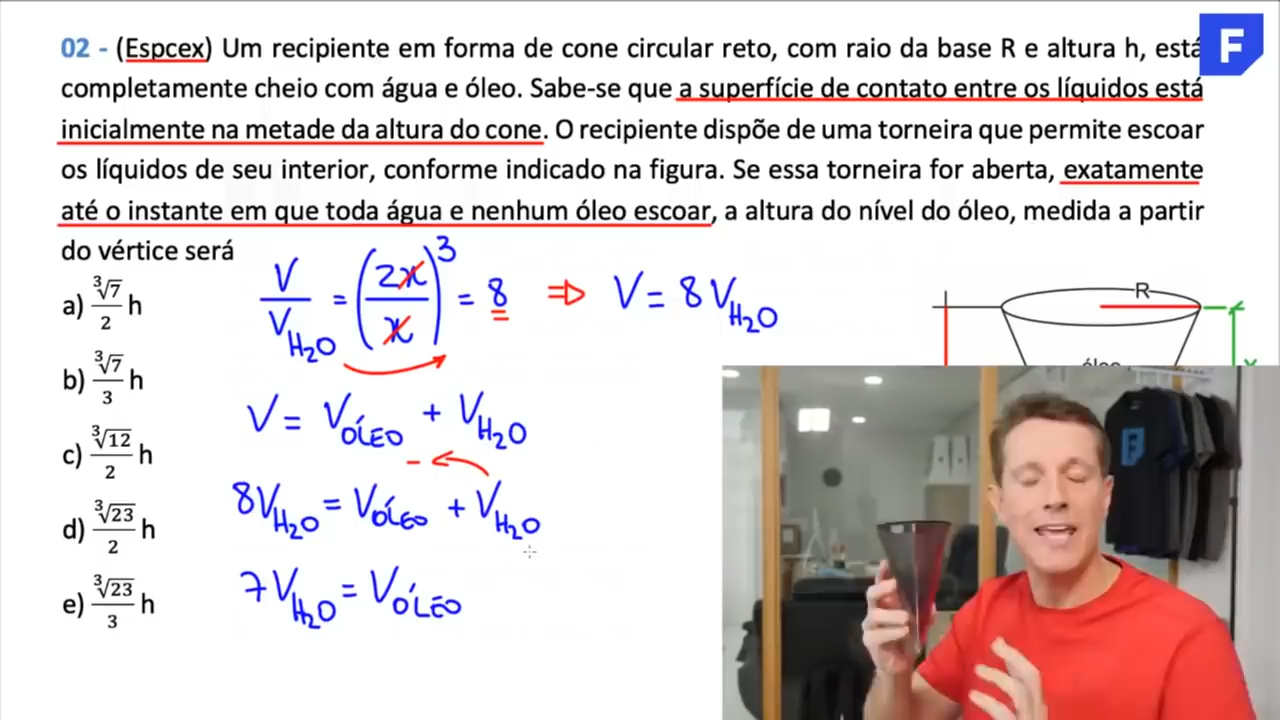 02 - (Espcex) Um recipiente em forma de cone circular reto, com raio da base R e altura h, está
completamente cheio com água e óleo. Sabe-se que a superfície de contato entre os líquidos está
inicialmente na metade da altura do cone. O recipiente dispõe de uma torneira que permite escoar
os líquidos de seu interior, conforme indicado na figura. Se essa torneira for aberta, exatamente
até o instante em que toda água e nenhum óleo escoar, a altura do nível do óleo, medida a partir
do vértice será
a) ∛7/2 h
b) ∛7/3 h
c) ∛12/2 h
d) ∛23/2 h
e) ∛23/3 h
V/V_H₂O = (2x/x)³ = 8 ⇒ V = 8 V_H₂O
V = V_ÓLEO + V_H₂O
−
8V_H₂O = V_ÓLEO + V_H₂O
7V_H₂O = V_ÓLEO
R
óleo
x
F
F